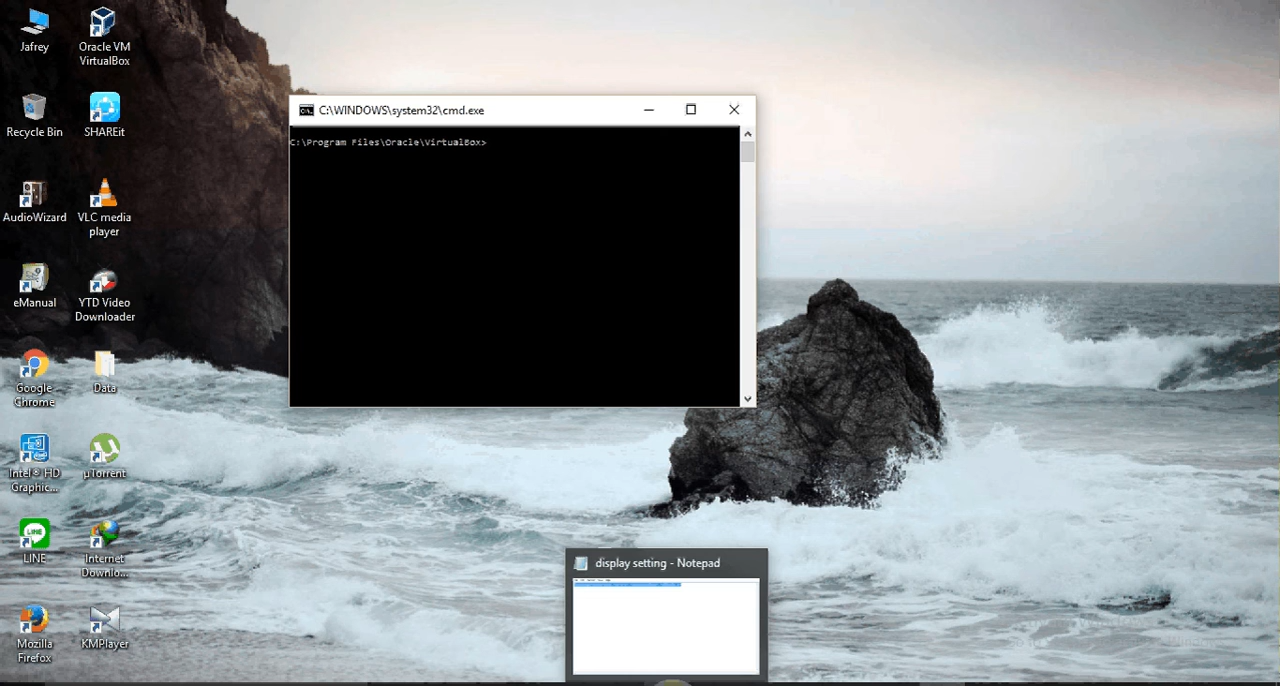 Jafrey
Oracle VM
VirtualBox
Recycle Bin
SHAREit
AudioWizard
VLC media
player
eManual
YTD Video
Downloader
Google
Chrome
Data
Intel® HD
Graphic...
µTorrent
LINE
Internet
Downlo...
Mozilla
Firefox
KMPlayer
C:\WINDOWS\system32\cmd.exe
C:\Program Files\Oracle\VirtualBox>
display setting - Notepad